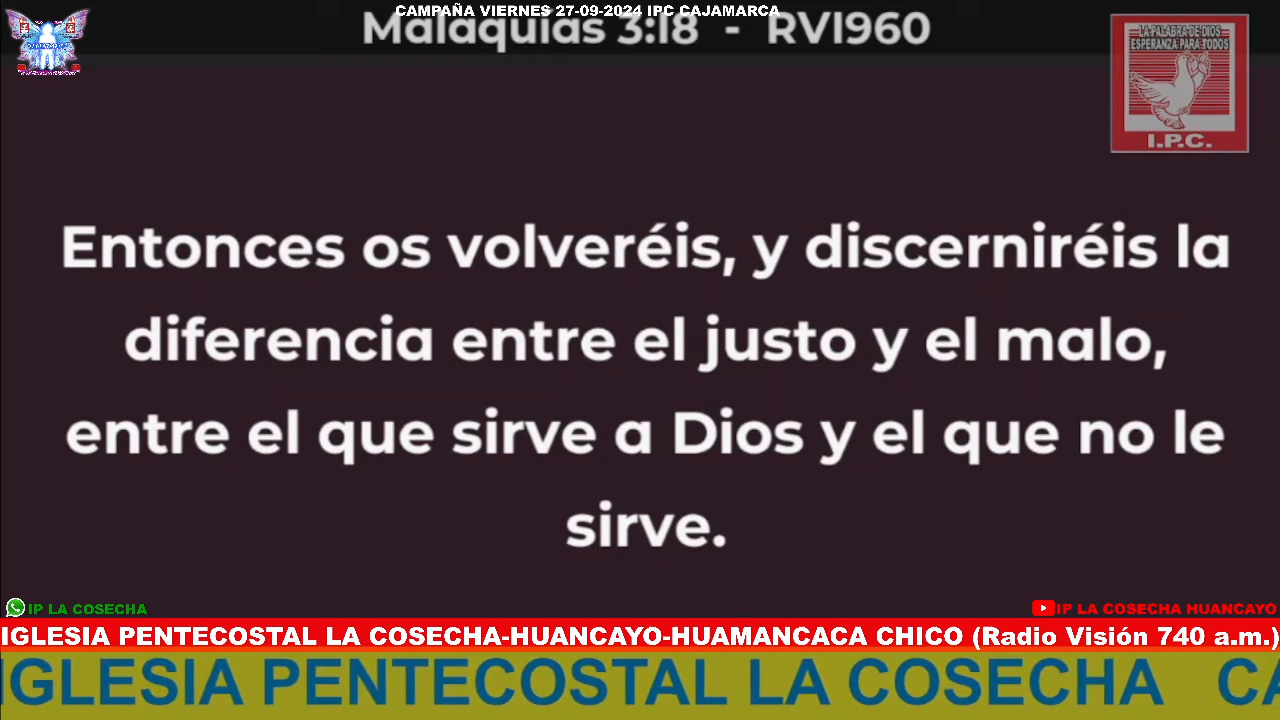 CAMPAÑA VIERNES 27-09-2024 IPC CAJAMARCA
Malaquías 3:18 - RV1960
LA PALABRA DE DIOS
ESPERANZA PARA TODOS
I.P.C.
Entonces os volveréis, y discerniréis la
diferencia entre el justo y el malo,
entre el que sirve a Dios y el que no le
sirve.
IP LA COSECHA
IP LA COSECHA HUANCAYO
IGLESIA PENTECOSTAL LA COSECHA-HUANCAYO-HUAMANCACA CHICO (Radio Visión 740 a.m.)
IGLESIA PENTECOSTAL LA COSECHA CA